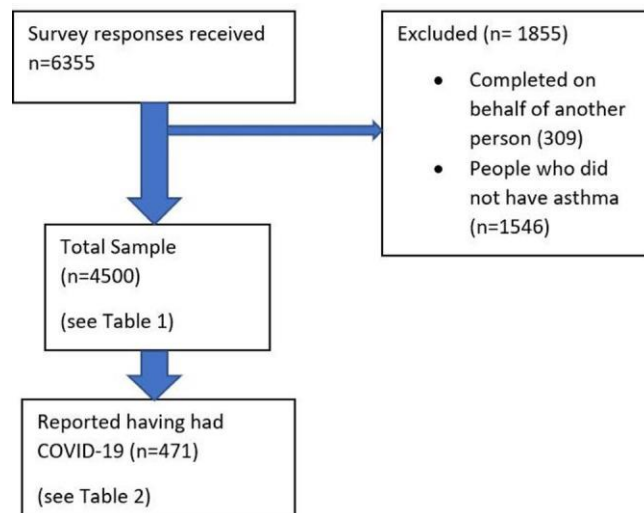 Survey responses received
n=6355
Excluded (n= 1855)
• Completed on
behalf of another
person (309)
• People who did
not have asthma
(n=1546)
Total Sample
(n=4500)
(see Table 1)
Reported having had
COVID-19 (n=471)
(see Table 2)